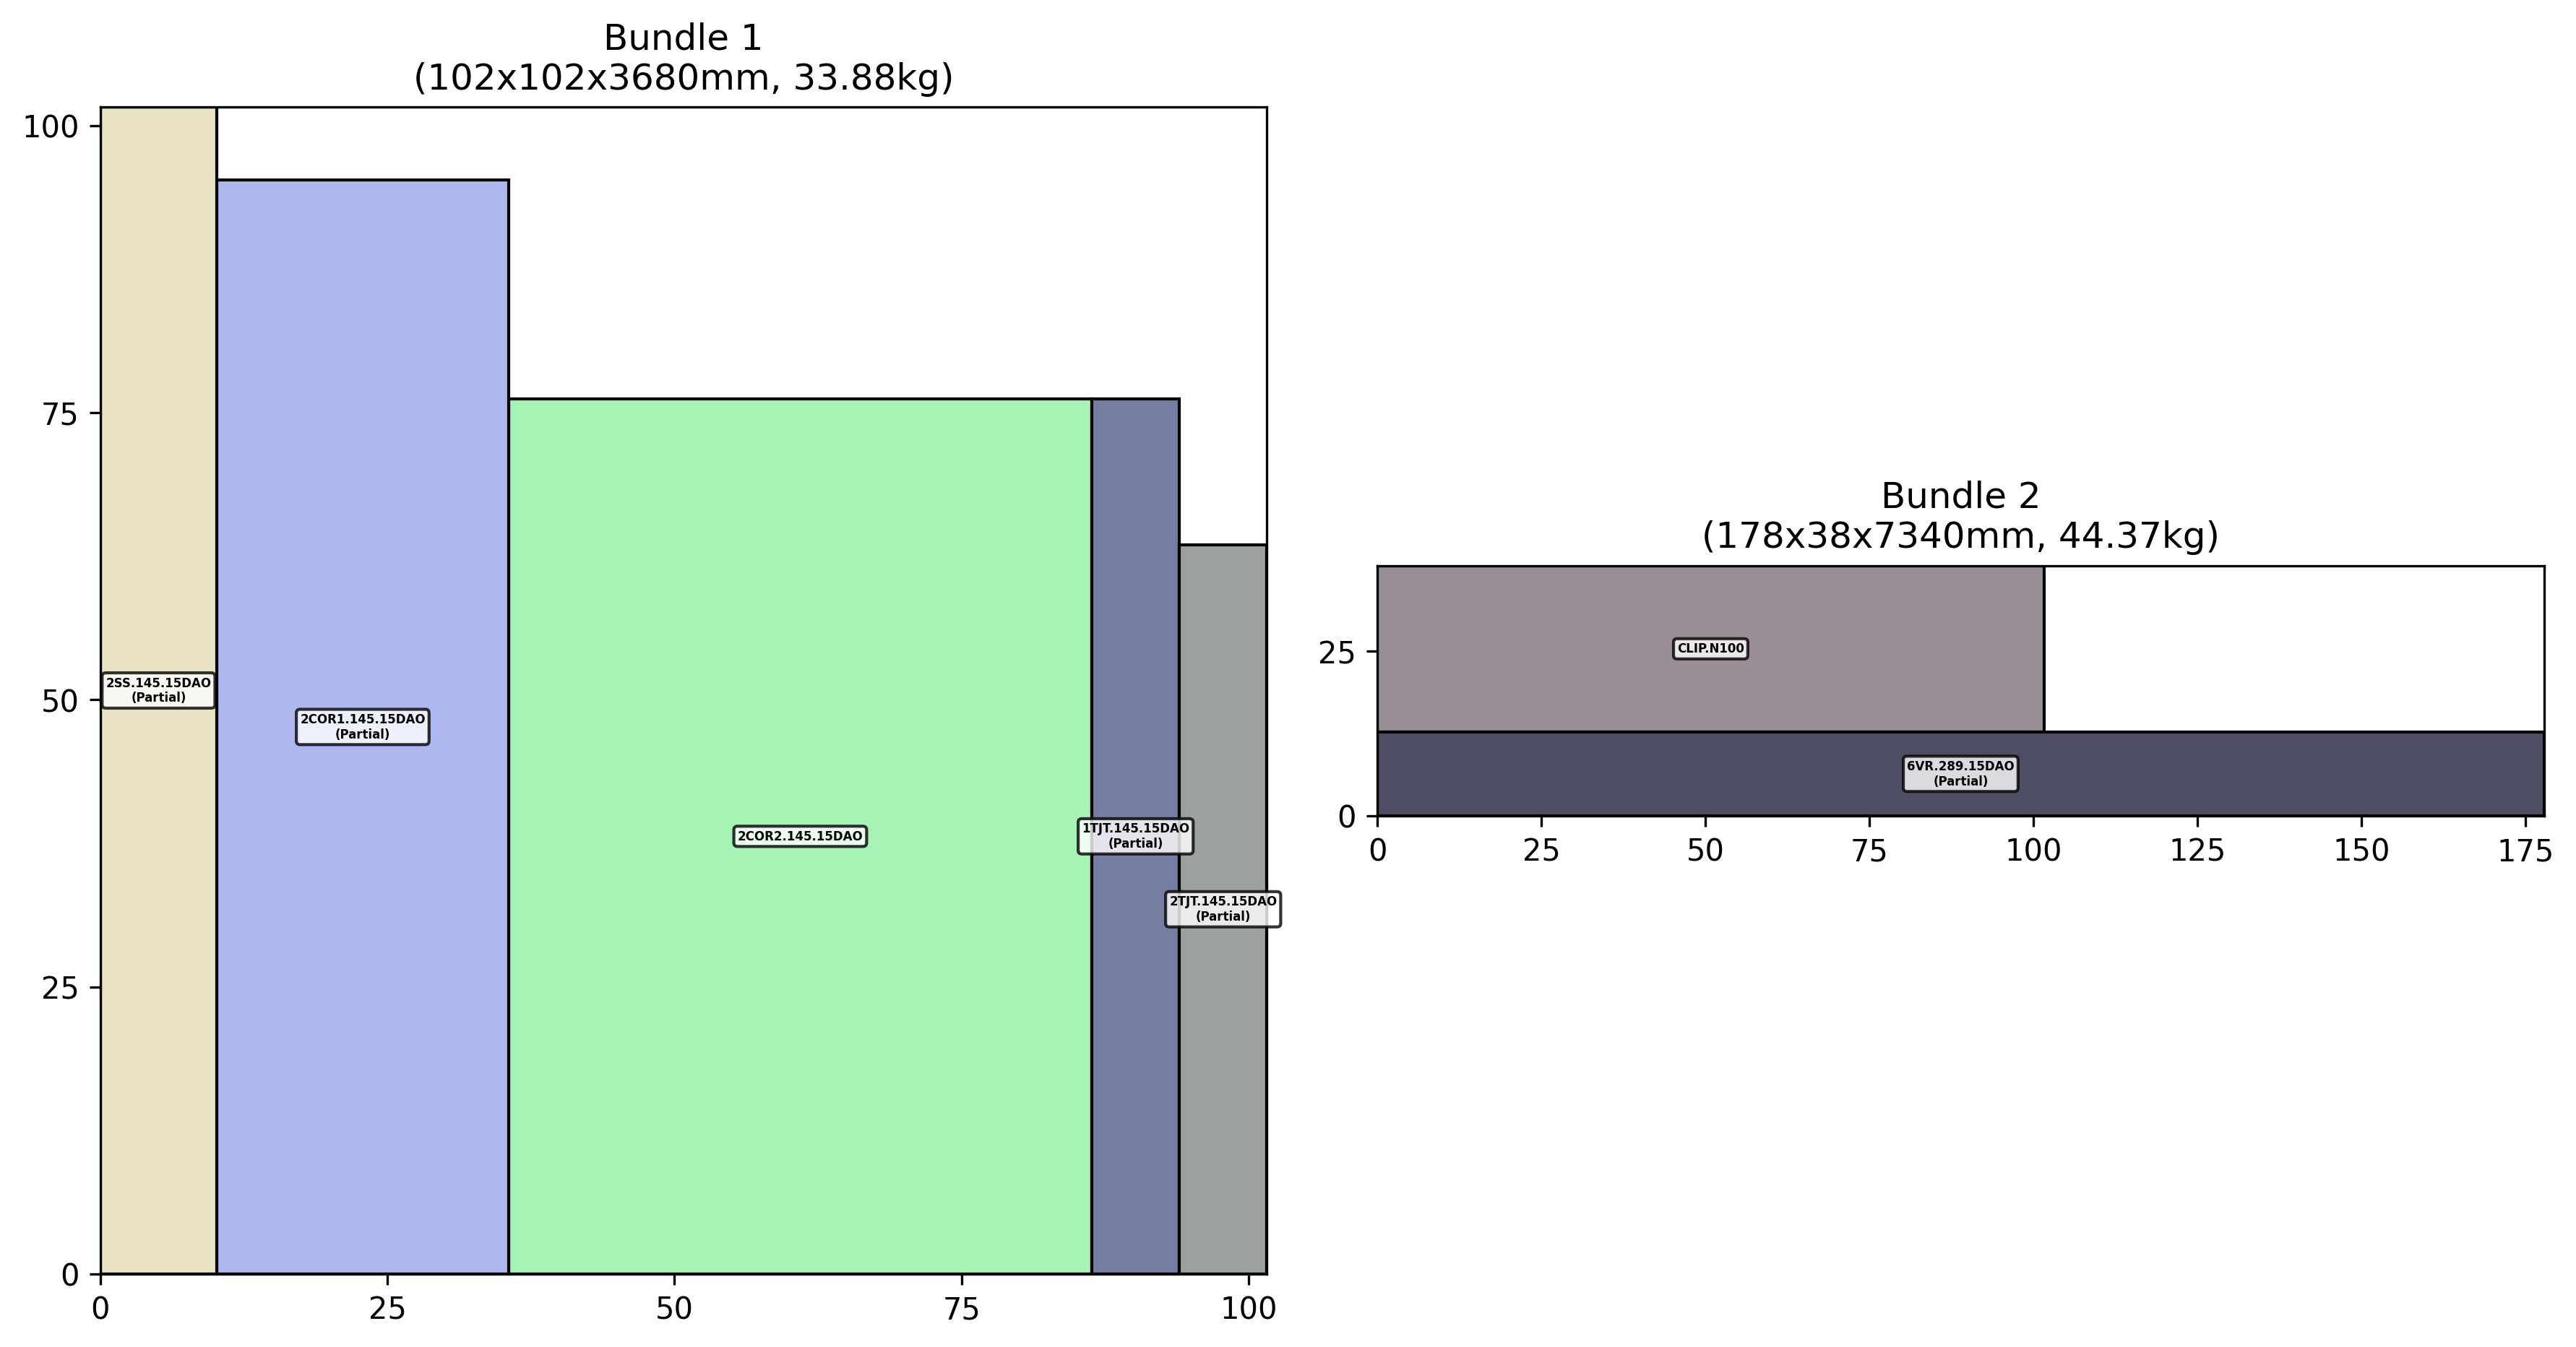 Bundle 1
(102x102x3680mm, 33.88kg)
100
75
50
25
0
0 25 50 75 100
2SS.145.15DAO
(Partial)
2COR1.145.15DAO
(Partial)
2COR2.145.15DAO
1TJT.145.15DAO
(Partial)
2TJT.145.15DAO
(Partial)
Bundle 2
(178x38x7340mm, 44.37kg)
25
0
0 25 50 75 100 125 150 175
CLIP.N100
6VR.289.15DAO
(Partial)